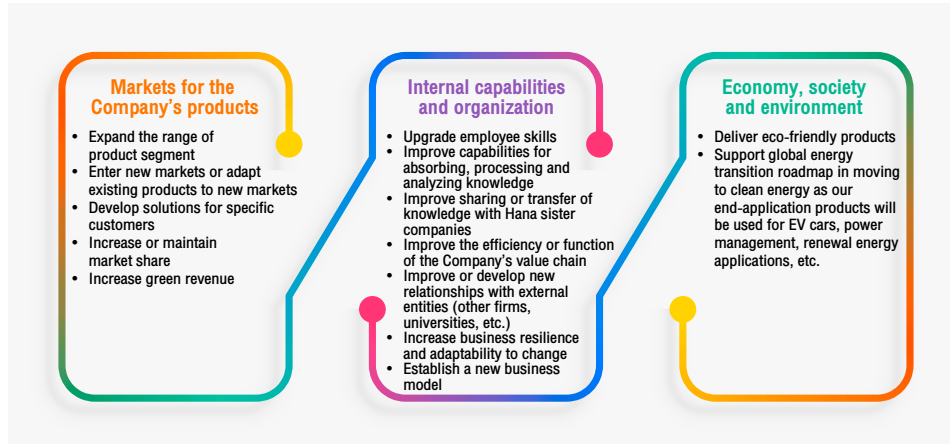 Markets for the
Company's products
• Expand the range of
product segment
• Enter new markets or adapt
existing products to new markets
• Develop solutions for specific
customers
• Increase or maintain
market share
• Increase green revenue
Internal capabilities
and organization
• Upgrade employee skills
• Improve capabilities for
absorbing, processing and
analyzing knowledge
• Improve sharing or transfer of
knowledge with Hana sister
companies
• Improve the efficiency or function
of the Company's value chain
• Improve or develop new
relationships with external
entities (other firms,
universities, etc.)
• Increase business resilience
and adaptability to change
• Establish a new business
model
Economy, society
and environment
• Deliver eco-friendly products
• Support global energy
transition roadmap in moving
to clean energy as our
end-application products will
be used for EV cars, power
management, renewal energy
applications, etc.